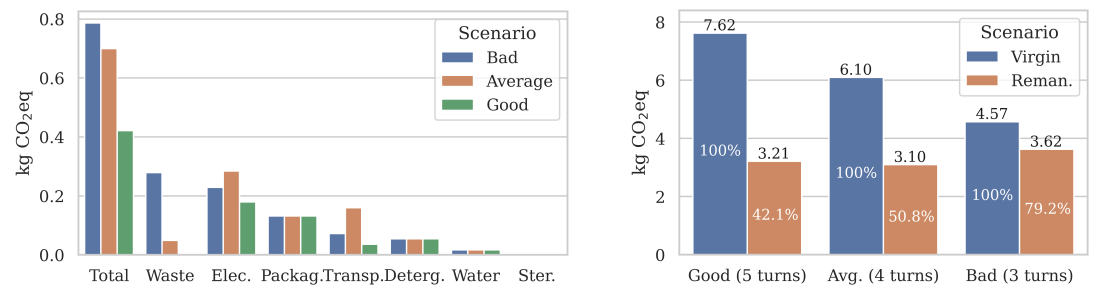 kg CO₂eq
0.8
0.6
0.4
0.2
0.0
Scenario
Bad
Average
Good
Total Waste Elec. Packag. Transp. Deterg. Water Ster.
kg CO₂eq
8
6
4
2
0
Scenario
Virgin
Reman.
7.62
100%
3.21
42.1%
6.10
100%
3.10
50.8%
4.57
100%
3.62
79.2%
Good (5 turns) Avg. (4 turns) Bad (3 turns)